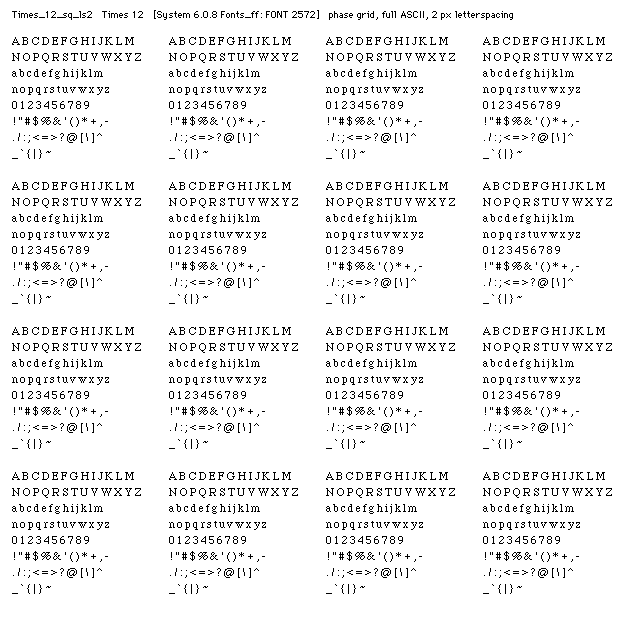 Times_12_sq_ls2 Times 12 [System 6.0.8 Fonts_ff: FONT 2572] phase grid, full ASCII, 2 px letterspacing
ABCDEFGHIJKLM ABCDEFGHIJKLM ABCDEFGHIJKLM ABCDEFGHIJKLM
NOPQRSTUVWXYZ NOPQRSTUVWXYZ NOPQRSTUVWXYZ NOPQRSTUVWXYZ
abcdefghijklm abcdefghijklm abcdefghijklm abcdefghijklm
nopqrstuvwxyz nopqrstuvwxyz nopqrstuvwxyz nopqrstuvwxyz
0123456789 0123456789 0123456789 0123456789
!"#$%&'()*+,- !"#$%&'()*+,- !"#$%&'()*+,- !"#$%&'()*+,-
./:;<=>?@[\]^ ./:;<=>?@[\]^ ./:;<=>?@[\]^ ./:;<=>?@[\]^
_`{|}~ _`{|}~ _`{|}~ _`{|}~
ABCDEFGHIJKLM ABCDEFGHIJKLM ABCDEFGHIJKLM ABCDEFGHIJKLM
NOPQRSTUVWXYZ NOPQRSTUVWXYZ NOPQRSTUVWXYZ NOPQRSTUVWXYZ
abcdefghijklm abcdefghijklm abcdefghijklm abcdefghijklm
nopqrstuvwxyz nopqrstuvwxyz nopqrstuvwxyz nopqrstuvwxyz
0123456789 0123456789 0123456789 0123456789
!"#$%&'()*+,- !"#$%&'()*+,- !"#$%&'()*+,- !"#$%&'()*+,-
./:;<=>?@[\]^ ./:;<=>?@[\]^ ./:;<=>?@[\]^ ./:;<=>?@[\]^
_`{|}~ _`{|}~ _`{|}~ _`{|}~
ABCDEFGHIJKLM ABCDEFGHIJKLM ABCDEFGHIJKLM ABCDEFGHIJKLM
NOPQRSTUVWXYZ NOPQRSTUVWXYZ NOPQRSTUVWXYZ NOPQRSTUVWXYZ
abcdefghijklm abcdefghijklm abcdefghijklm abcdefghijklm
nopqrstuvwxyz nopqrstuvwxyz nopqrstuvwxyz nopqrstuvwxyz
0123456789 0123456789 0123456789 0123456789
!"#$%&'()*+,- !"#$%&'()*+,- !"#$%&'()*+,- !"#$%&'()*+,-
./:;<=>?@[\]^ ./:;<=>?@[\]^ ./:;<=>?@[\]^ ./:;<=>?@[\]^
_`{|}~ _`{|}~ _`{|}~ _`{|}~
ABCDEFGHIJKLM ABCDEFGHIJKLM ABCDEFGHIJKLM ABCDEFGHIJKLM
NOPQRSTUVWXYZ NOPQRSTUVWXYZ NOPQRSTUVWXYZ NOPQRSTUVWXYZ
abcdefghijklm abcdefghijklm abcdefghijklm abcdefghijklm
nopqrstuvwxyz nopqrstuvwxyz nopqrstuvwxyz nopqrstuvwxyz
0123456789 0123456789 0123456789 0123456789
!"#$%&'()*+,- !"#$%&'()*+,- !"#$%&'()*+,- !"#$%&'()*+,-
./:;<=>?@[\]^ ./:;<=>?@[\]^ ./:;<=>?@[\]^ ./:;<=>?@[\]^
_`{|}~ _`{|}~ _`{|}~ _`{|}~